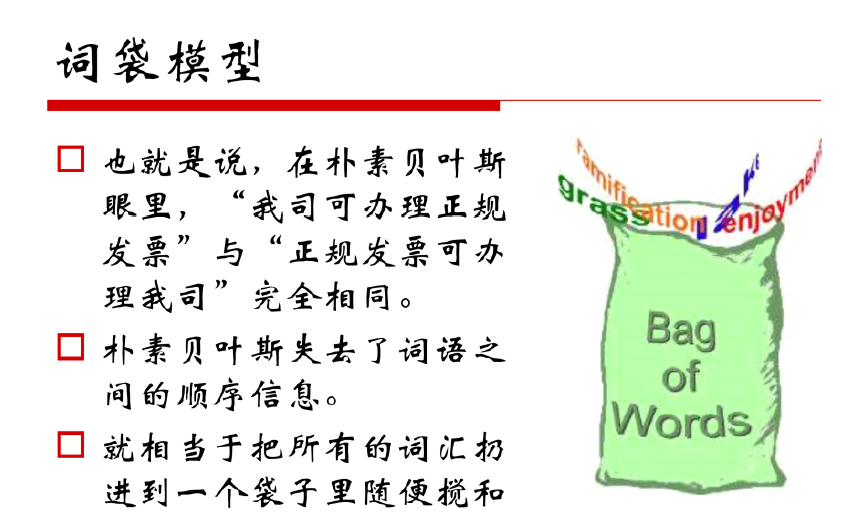 词袋模型
也就是说，在朴素贝叶斯
眼里，“我司可办理正规
发票”与“正规发票可办
理我司”完全相同。
朴素贝叶斯失去了词语之
间的顺序信息。
就相当于把所有的词汇扔
进到一个袋子里随便搅和
ramification
grass
enjoyment
Bag
of
Words